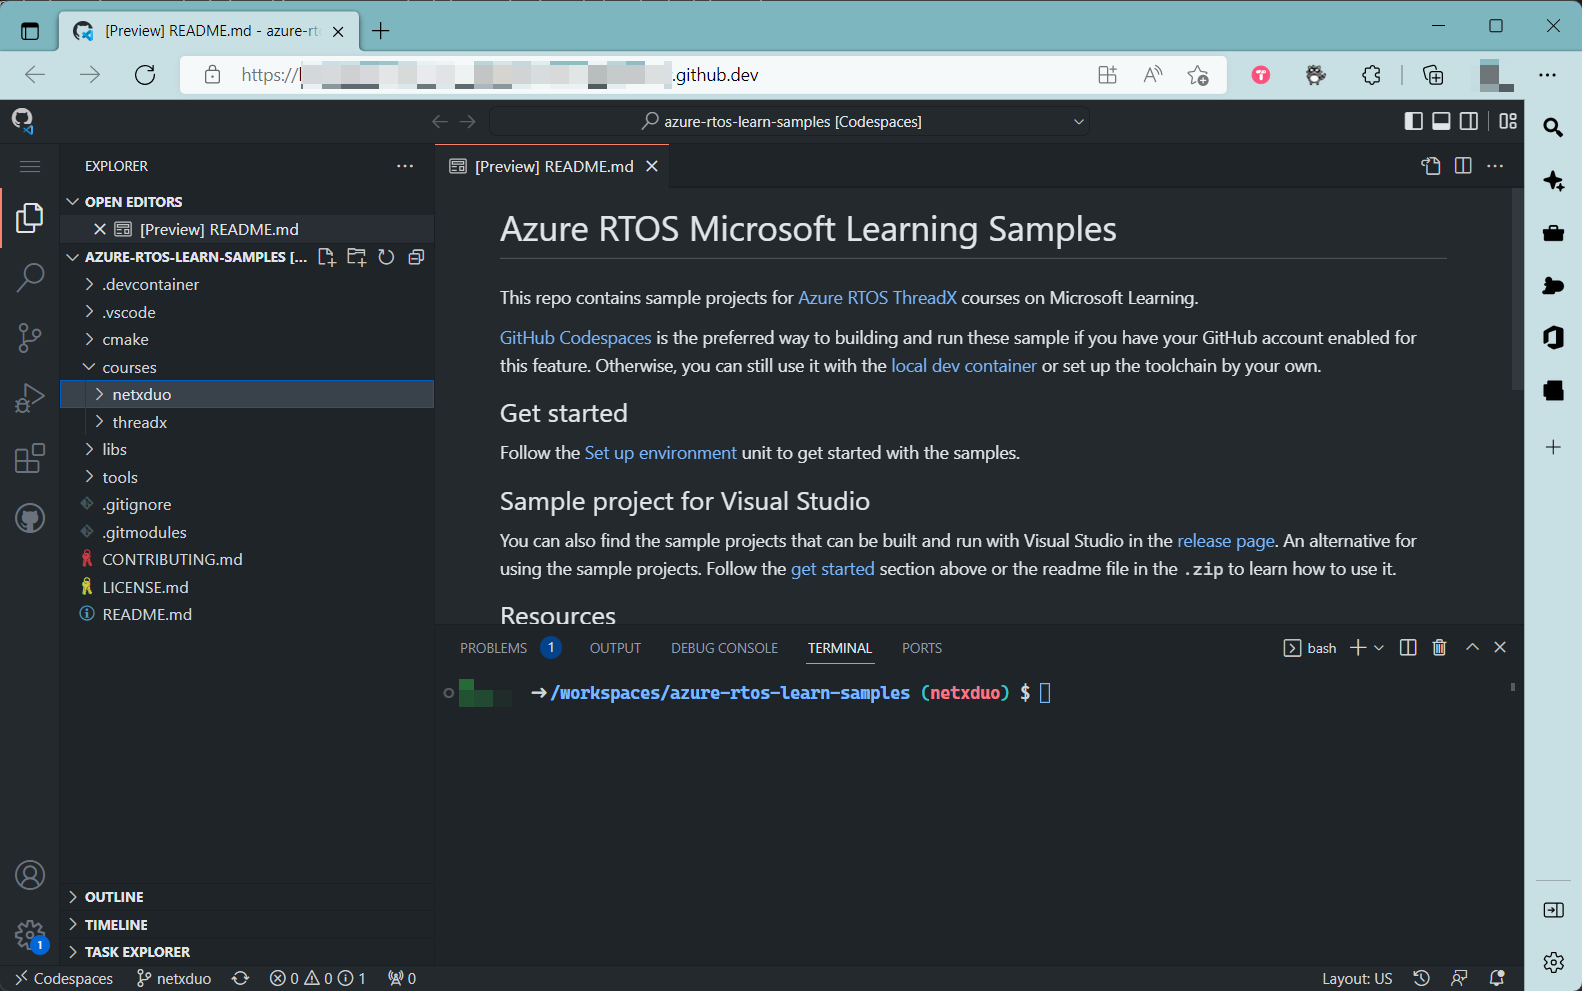 [Preview] README.md - azure-rt
https://
.github.dev
azure-rtos-learn-samples [Codespaces]
EXPLORER
OPEN EDITORS
[Preview] README.md
AZURE-RTOS-LEARN-SAMPLES [...
.devcontainer
.vscode
cmake
courses
netxduo
threadx
libs
tools
.gitignore
.gitmodules
CONTRIBUTING.md
LICENSE.md
README.md
OUTLINE
TIMELINE
TASK EXPLORER
[Preview] README.md
Azure RTOS Microsoft Learning Samples
This repo contains sample projects for Azure RTOS ThreadX courses on Microsoft Learning.
GitHub Codespaces is the preferred way to building and run these sample if you have your GitHub account enabled for
this feature. Otherwise, you can still use it with the local dev container or set up the toolchain by your own.
Get started
Follow the Set up environment unit to get started with the samples.
Sample project for Visual Studio
You can also find the sample projects that can be built and run with Visual Studio in the release page. An alternative for
using the sample projects. Follow the get started section above or the readme file in the .zip to learn how to use it.
Resources
PROBLEMS 1 OUTPUT DEBUG CONSOLE TERMINAL PORTS
bash
/workspaces/azure-rtos-learn-samples (netxduo) $
1
Codespaces netxduo 0 0 1 0
Layout: US